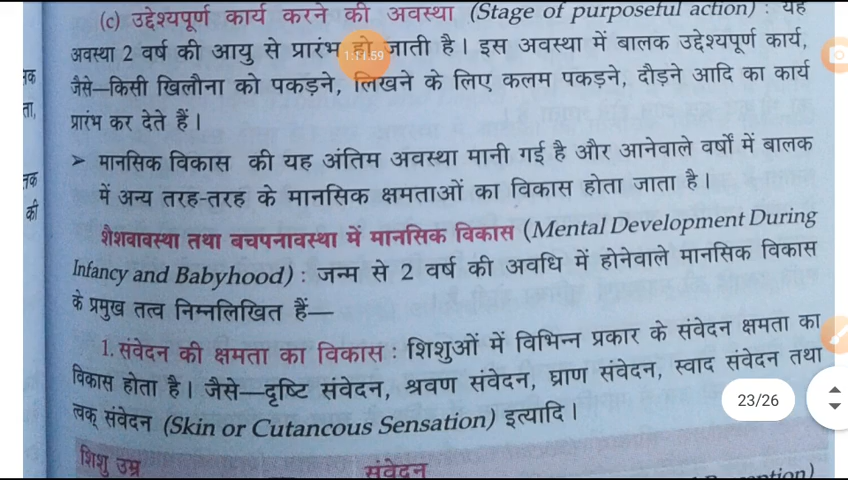 (c) उद्देश्यपूर्ण कार्य करने की अवस्था (Stage of purposeful action) : यह
अवस्था 2 वर्ष की आयु से प्रारंभ हो जाती है। इस अवस्था में बालक उद्देश्यपूर्ण कार्य,
1:11:59
जैसे—किसी खिलौना को पकड़ने, लिखने के लिए कलम पकड़ने, दौड़ने आदि का कार्य
प्रारंभ कर देते हैं।
➤ मानसिक विकास की यह अंतिम अवस्था मानी गई है और आनेवाले वर्षों में बालक
में अन्य तरह-तरह के मानसिक क्षमताओं का विकास होता जाता है।
शैशवावस्था तथा बचपनावस्था में मानसिक विकास (Mental Development During
Infancy and Babyhood) : जन्म से 2 वर्ष की अवधि में होनेवाले मानसिक विकास
के प्रमुख तत्व निम्नलिखित हैं—
1. संवेदन की क्षमता का विकास : शिशुओं में विभिन्न प्रकार के संवेदन क्षमता का
विकास होता है। जैसे—दृष्टि संवेदन, श्रवण संवेदन, घ्राण संवेदन, स्वाद संवेदन तथा
त्वक् संवेदन (Skin or Cutancous Sensation) इत्यादि।
23/26
शिशु उम्र संवेदन